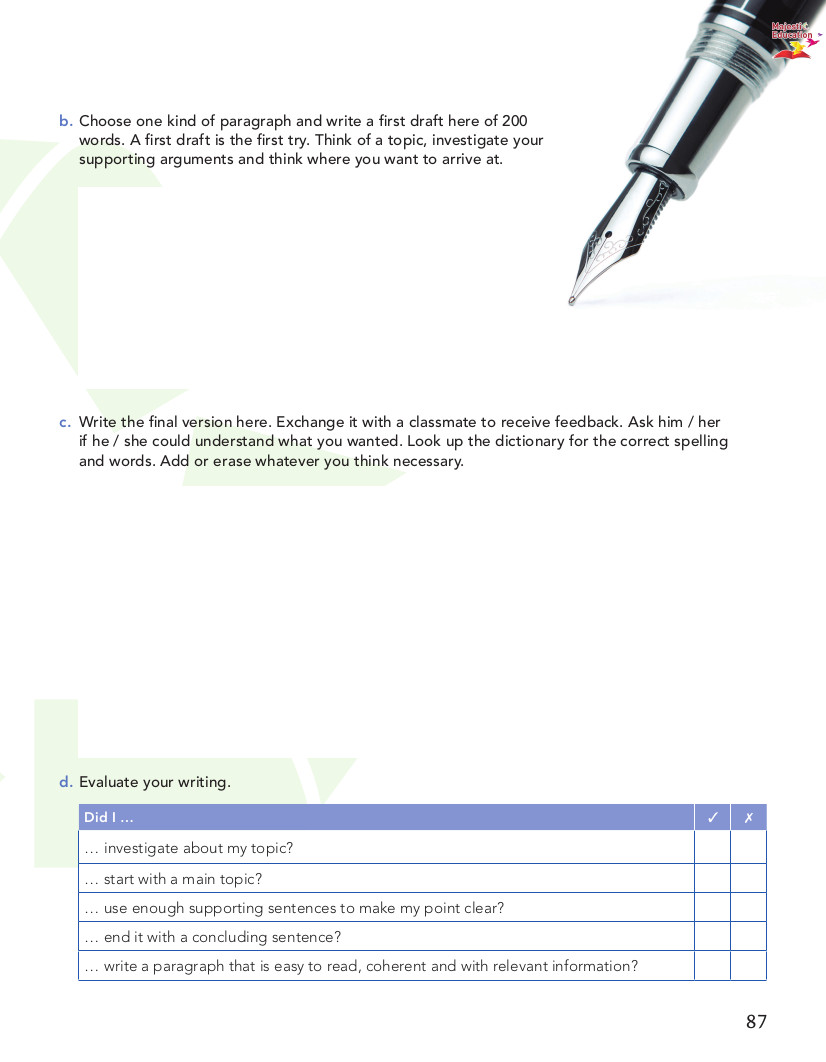 Majestic
Education
b. Choose one kind of paragraph and write a first draft here of 200
words. A first draft is the first try. Think of a topic, investigate your
supporting arguments and think where you want to arrive at.
c. Write the final version here. Exchange it with a classmate to receive feedback. Ask him / her
if he / she could understand what you wanted. Look up the dictionary for the correct spelling
and words. Add or erase whatever you think necessary.
d. Evaluate your writing.
Did I … ✓ ✗
… investigate about my topic?
… start with a main topic?
… use enough supporting sentences to make my point clear?
… end it with a concluding sentence?
… write a paragraph that is easy to read, coherent and with relevant information?
87